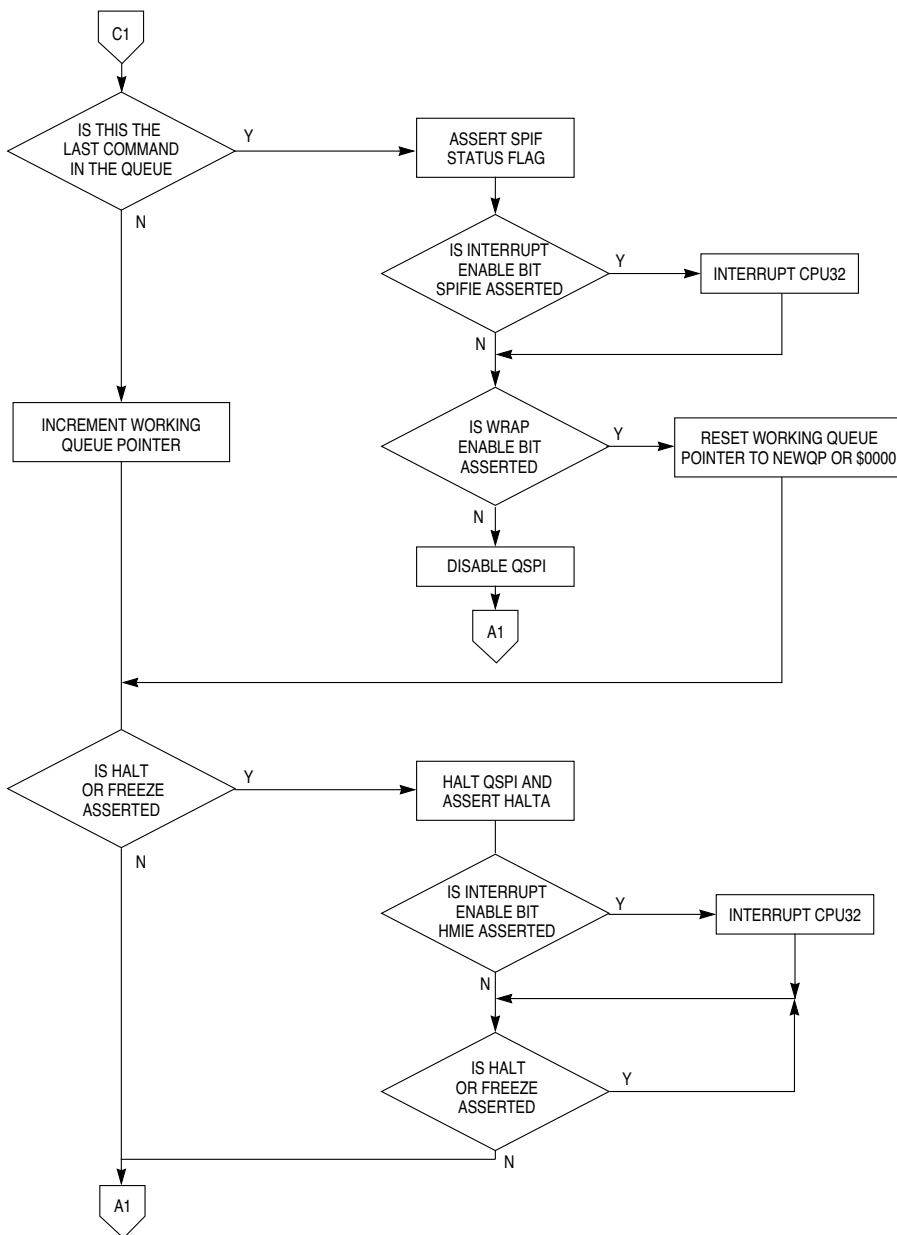 C1
IS THIS THE
LAST COMMAND
IN THE QUEUE
Y
N
ASSERT SPIF
STATUS FLAG
IS INTERRUPT
ENABLE BIT
SPIFIE ASSERTED
Y
N
INTERRUPT CPU32
INCREMENT WORKING
QUEUE POINTER
IS WRAP
ENABLE BIT
ASSERTED
Y
N
RESET WORKING QUEUE
POINTER TO NEWQP OR $0000
DISABLE QSPI
A1
IS HALT
OR FREEZE
ASSERTED
Y
N
HALT QSPI AND
ASSERT HALTA
IS INTERRUPT
ENABLE BIT
HMIE ASSERTED
Y
N
INTERRUPT CPU32
IS HALT
OR FREEZE
ASSERTED
Y
N
A1